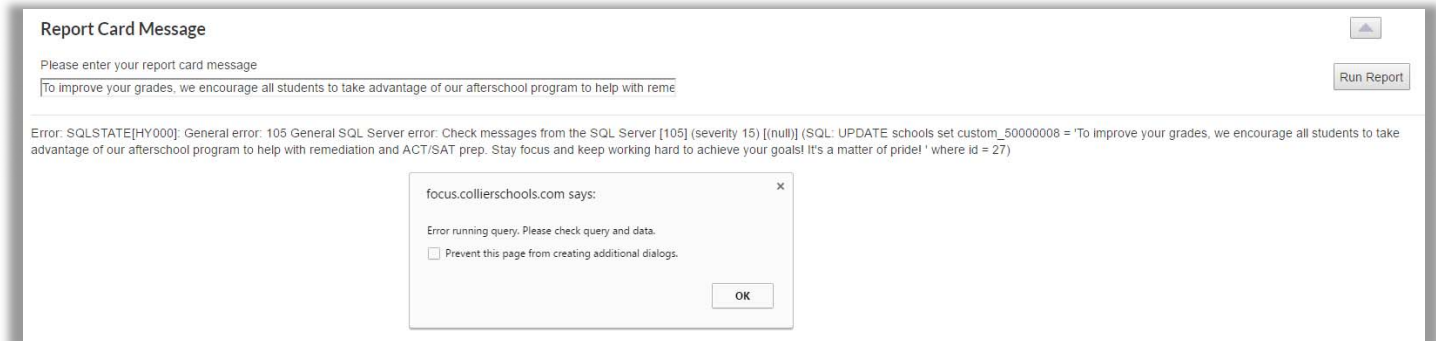 Report Card Message
Please enter your report card message
To improve your grades, we encourage all students to take advantage of our afterschool program to help with reme
Run Report
Error: SQLSTATE[HY000]: General error: 105 General SQL Server error: Check messages from the SQL Server [105] (severity 15) [(null)] (SQL: UPDATE schools set custom_50000008 = 'To improve your grades, we encourage all students to take
advantage of our afterschool program to help with remediation and ACT/SAT prep. Stay focus and keep working hard to achieve your goals! It's a matter of pride! ' where id = 27)
focus.collierschools.com says:
Error running query. Please check query and data.
Prevent this page from creating additional dialogs.
OK